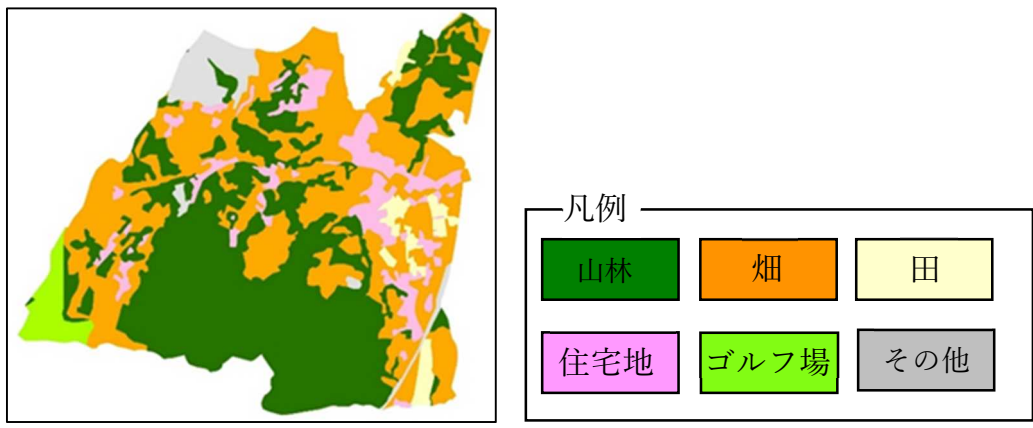 凡例
山林 畑 田
住宅地 ゴルフ場 その他